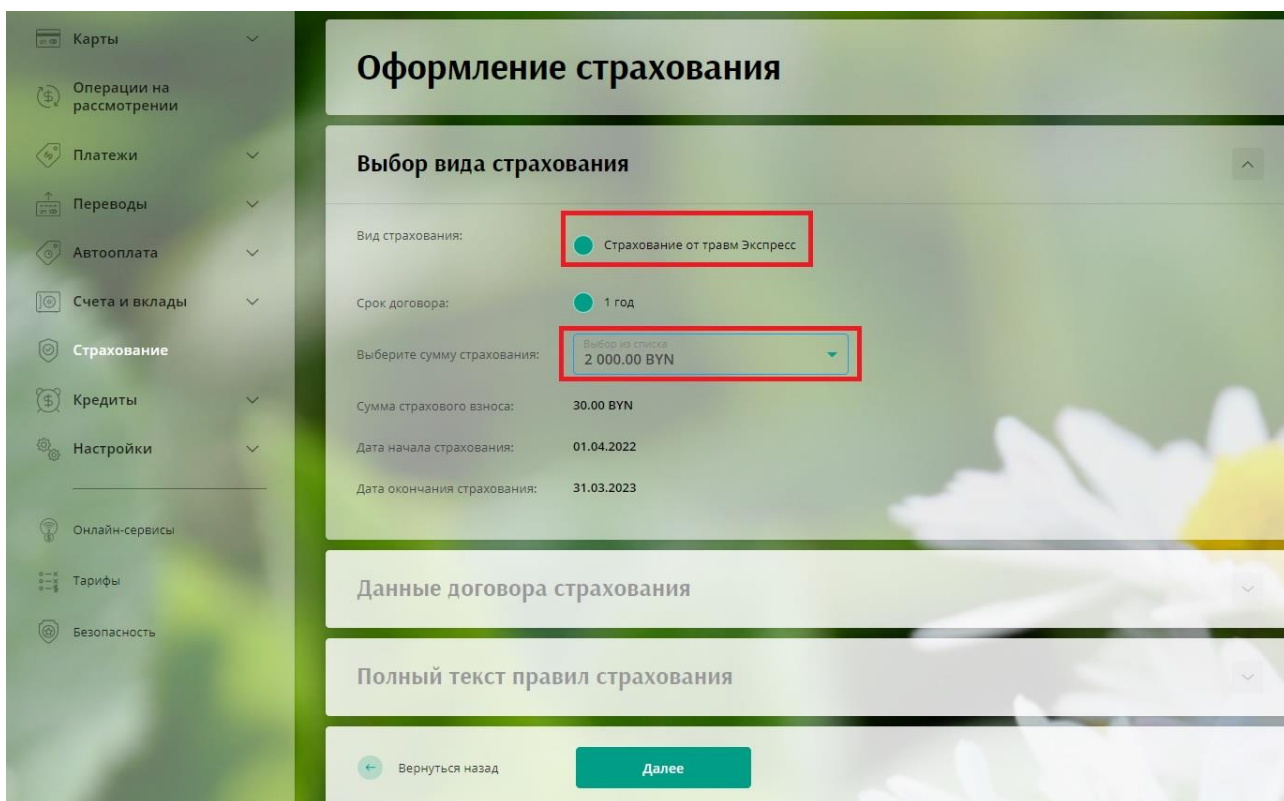 Карты
Операции на
рассмотрении
Платежи
Переводы
Автооплата
Счета и вклады
Страхование
Кредиты
Настройки
Онлайн-сервисы
Тарифы
Безопасность
Оформление страхования
Выбор вида страхования
Вид страхования: Страхование от травм Экспресс
Срок договора: 1 год
Выбор из списка
Выберите сумму страхования: 2 000.00 BYN
Сумма страхового взноса: 30.00 BYN
Дата начала страхования: 01.04.2022
Дата окончания страхования: 31.03.2023
Данные договора страхования
Полный текст правил страхования
Вернуться назад Далее